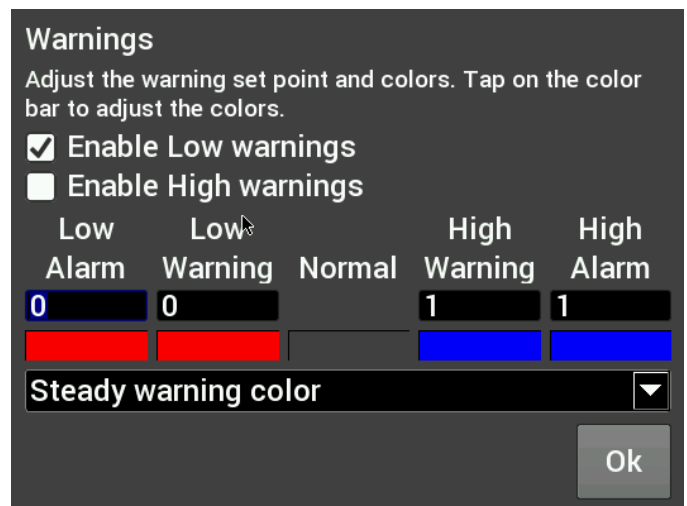 Warnings
Adjust the warning set point and colors. Tap on the color
bar to adjust the colors.
Enable Low warnings
Enable High warnings
Low Low High High
Alarm Warning Normal Warning Alarm
0 0 1 1
Steady warning color
Ok